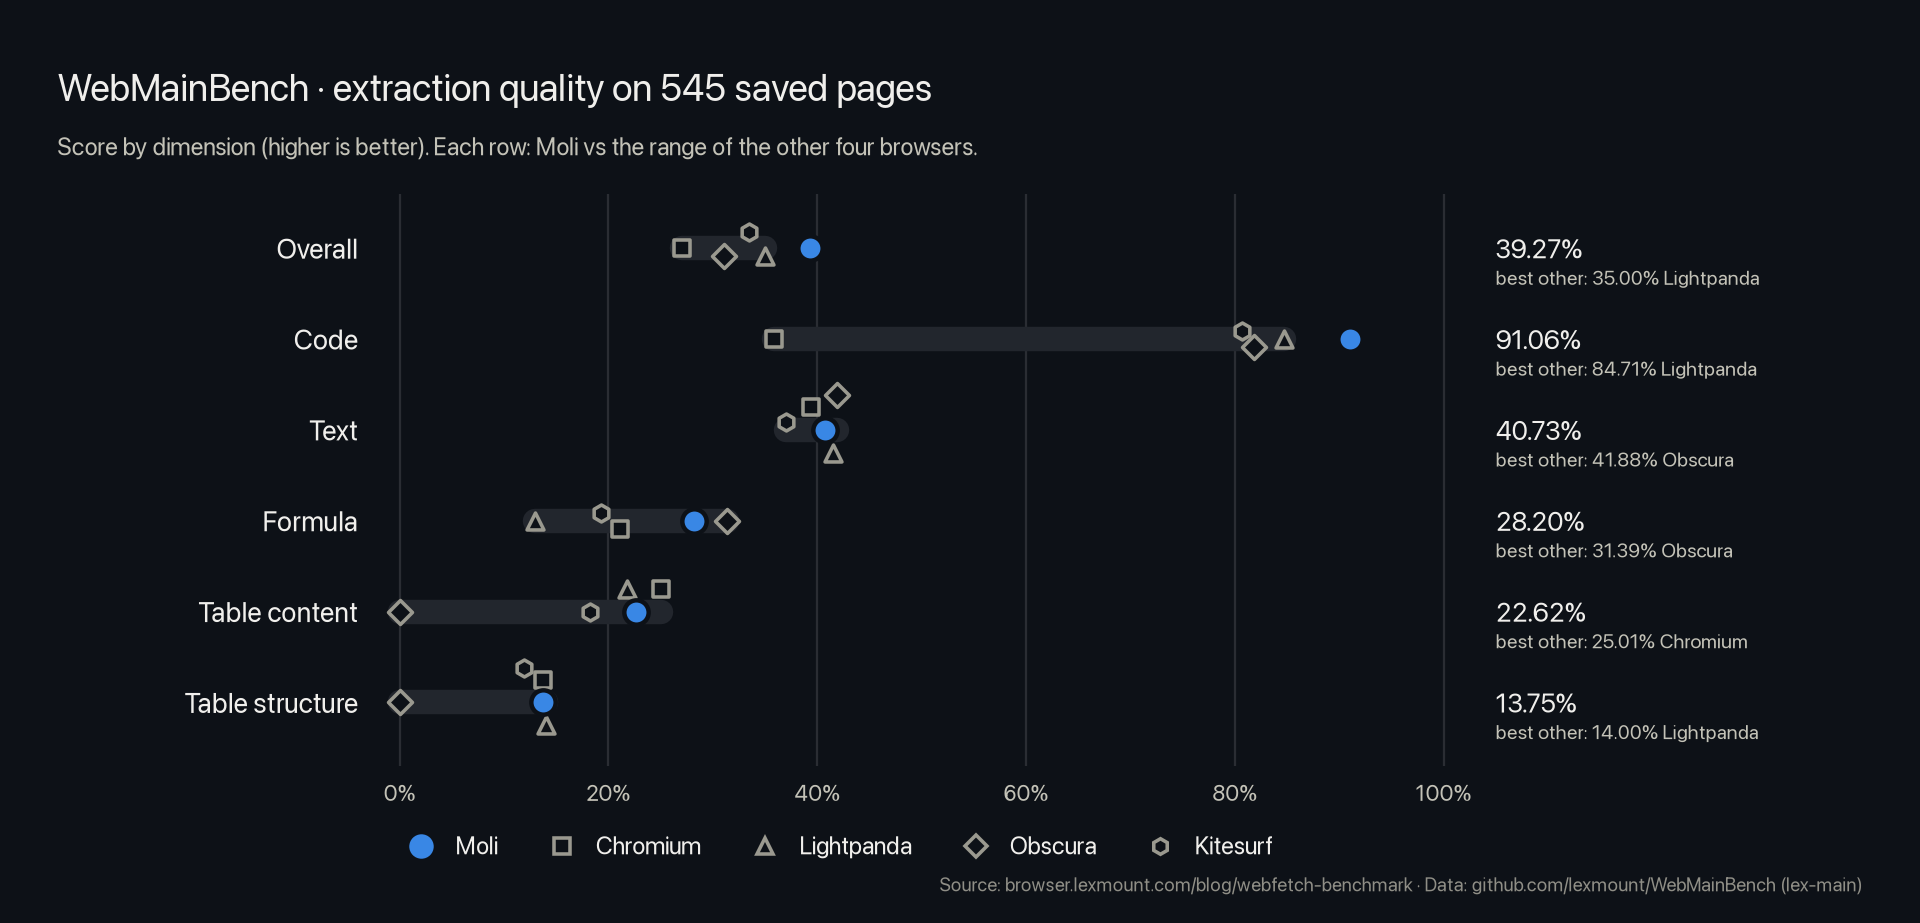 WebMainBench · extraction quality on 545 saved pages
Score by dimension (higher is better). Each row: Moli vs the range of the other four browsers.
Overall
39.27%
best other: 35.00% Lightpanda
Code
91.06%
best other: 84.71% Lightpanda
Text
40.73%
best other: 41.88% Obscura
Formula
28.20%
best other: 31.39% Obscura
Table content
22.62%
best other: 25.01% Chromium
Table structure
13.75%
best other: 14.00% Lightpanda
0% 20% 40% 60% 80% 100%
Moli Chromium Lightpanda Obscura Kitesurf
Source: browser.lexmount.com/blog/webfetch-benchmark · Data: github.com/lexmount/WebMainBench (lex-main)